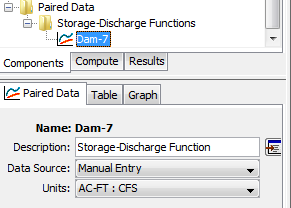 Paired Data
Storage-Discharge Functions
Dam-7
Components Compute Results
Paired Data Table Graph
Name: Dam-7
Description: Storage-Discharge Function
Data Source: Manual Entry
Units: AC-FT : CFS